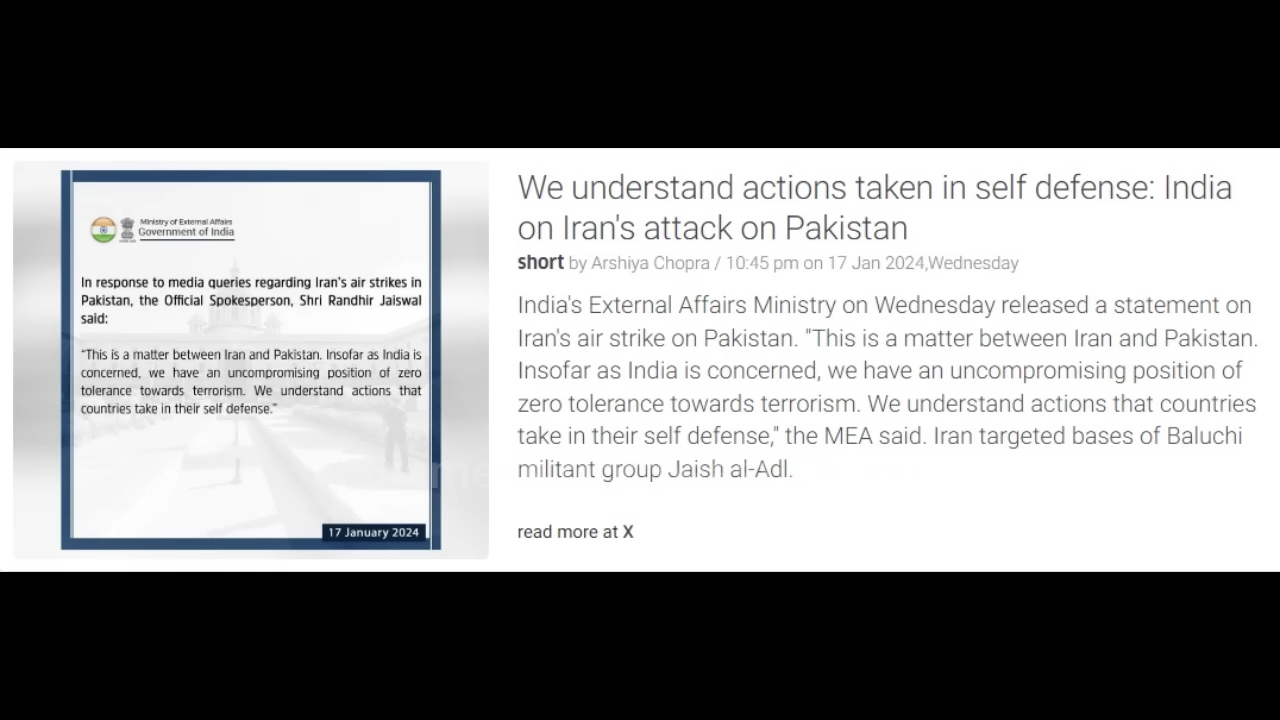 Ministry of External Affairs
Government of India
In response to media queries regarding Iran's air strikes in
Pakistan, the Official Spokesperson, Shri Randhir Jaiswal
said:
"This is a matter between Iran and Pakistan. Insofar as India is
concerned, we have an uncompromising position of zero
tolerance towards terrorism. We understand actions that
countries take in their self defense."
17 January 2024
We understand actions taken in self defense: India
on Iran's attack on Pakistan
short by Arshiya Chopra / 10:45 pm on 17 Jan 2024,Wednesday
India's External Affairs Ministry on Wednesday released a statement on
Iran's air strike on Pakistan. "This is a matter between Iran and Pakistan.
Insofar as India is concerned, we have an uncompromising position of
zero tolerance towards terrorism. We understand actions that countries
take in their self defense," the MEA said. Iran targeted bases of Baluchi
militant group Jaish al-Adl.
read more at X